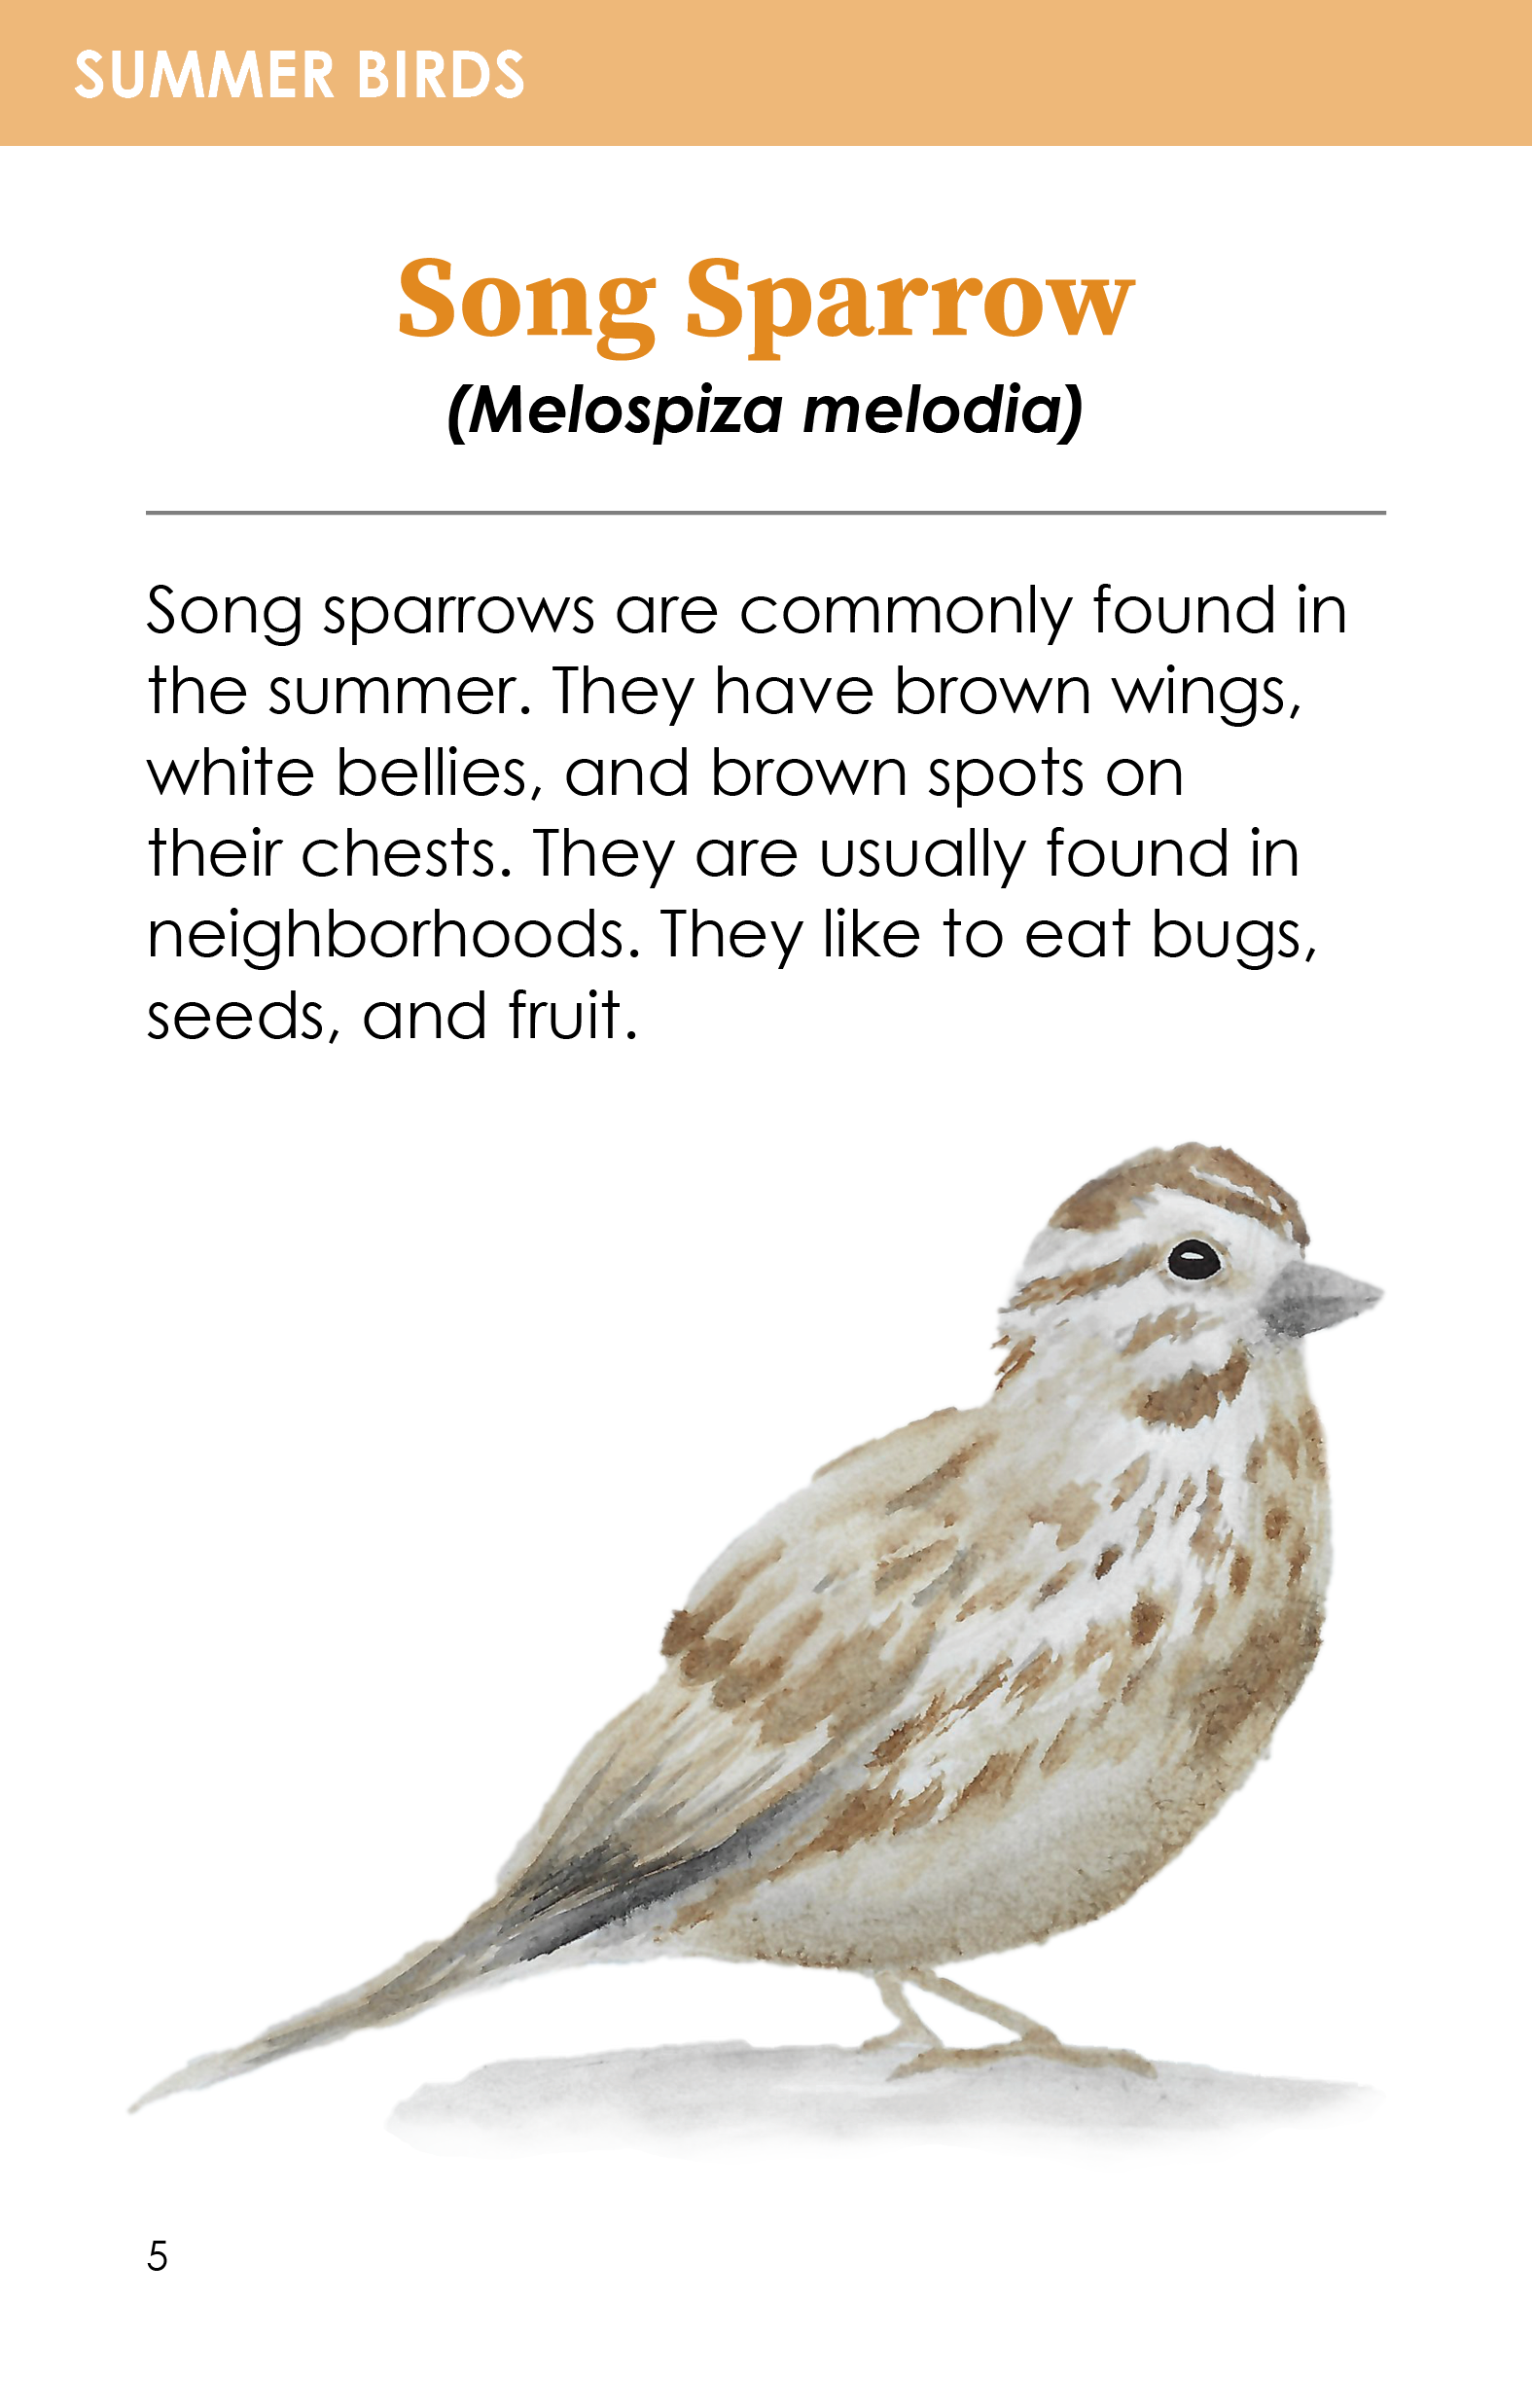 SUMMER BIRDS
Song Sparrow
(Melospiza melodia)
Song sparrows are commonly found in
the summer. They have brown wings,
white bellies, and brown spots on
their chests. They are usually found in
neighborhoods. They like to eat bugs,
seeds, and fruit.
5